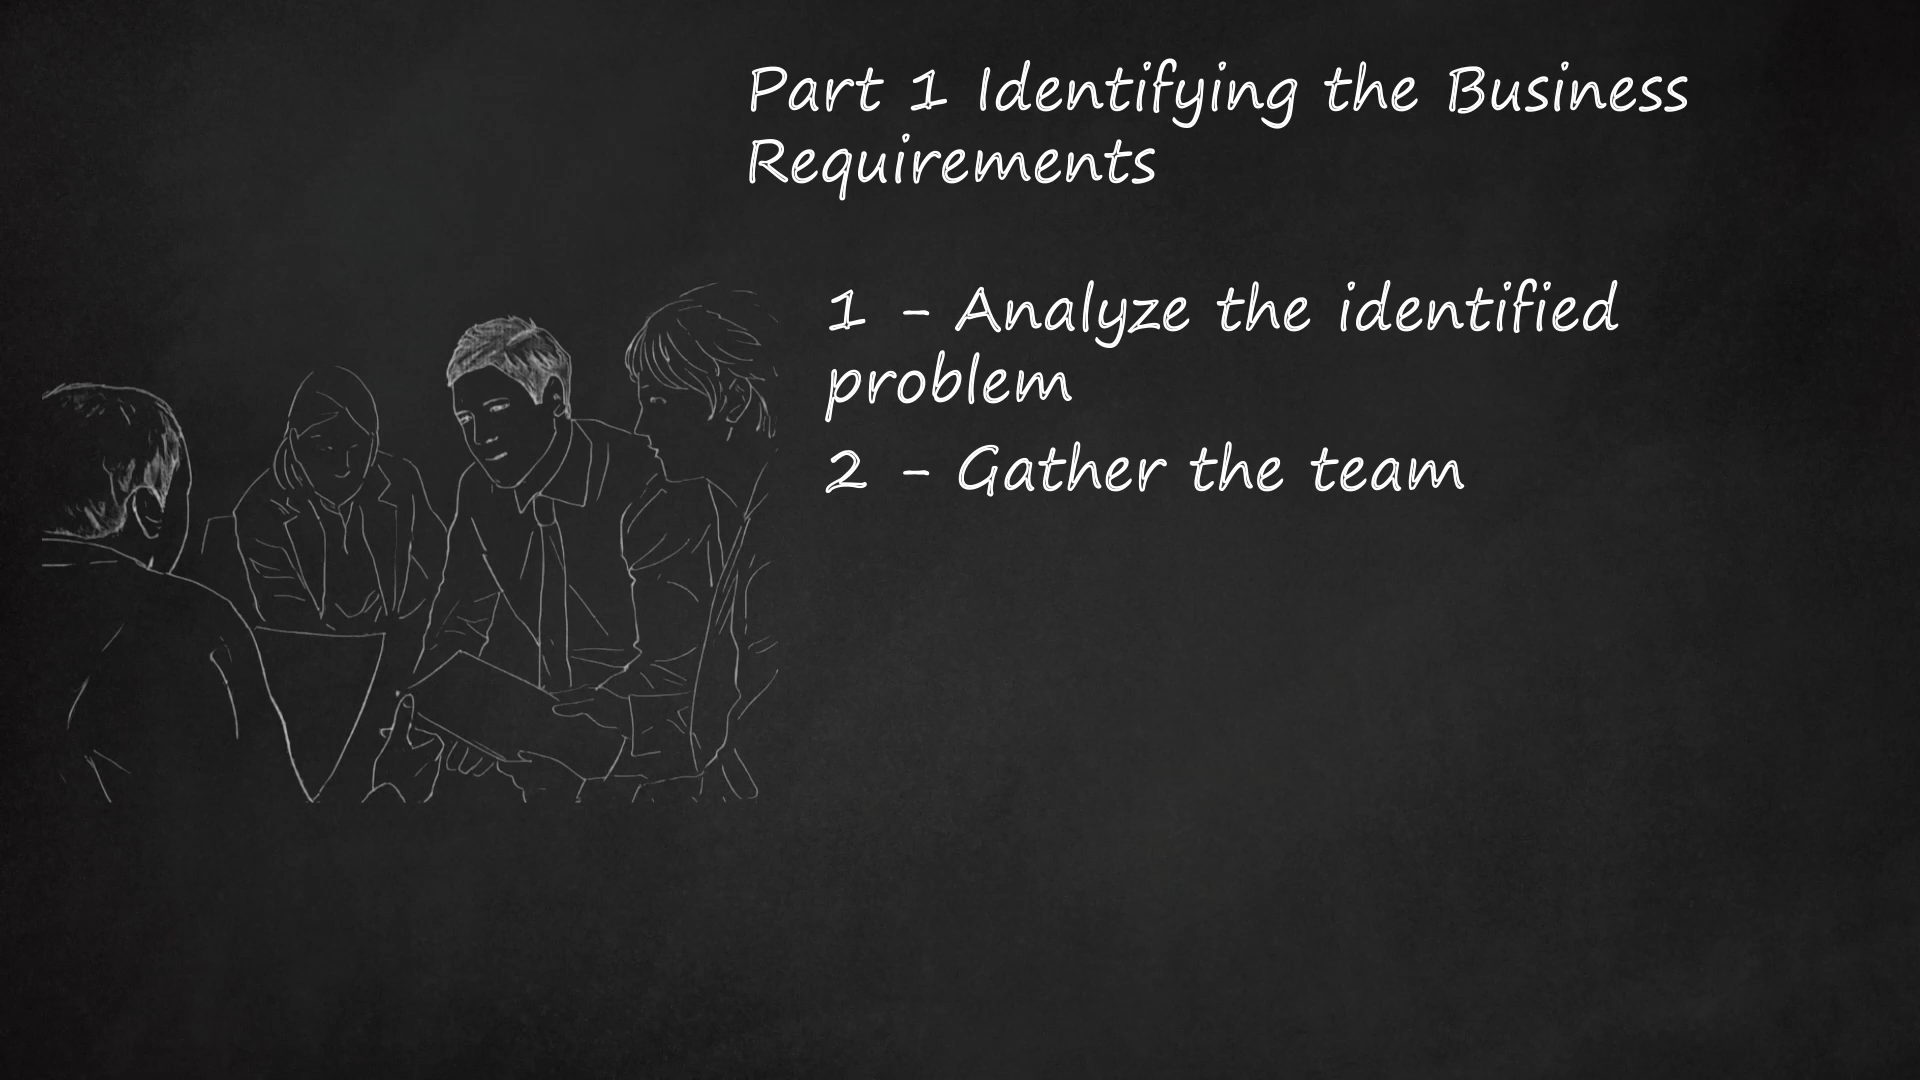 Part 1 Identifying the Business
Requirements
1 - Analyze the identified
problem
2 - Gather the team